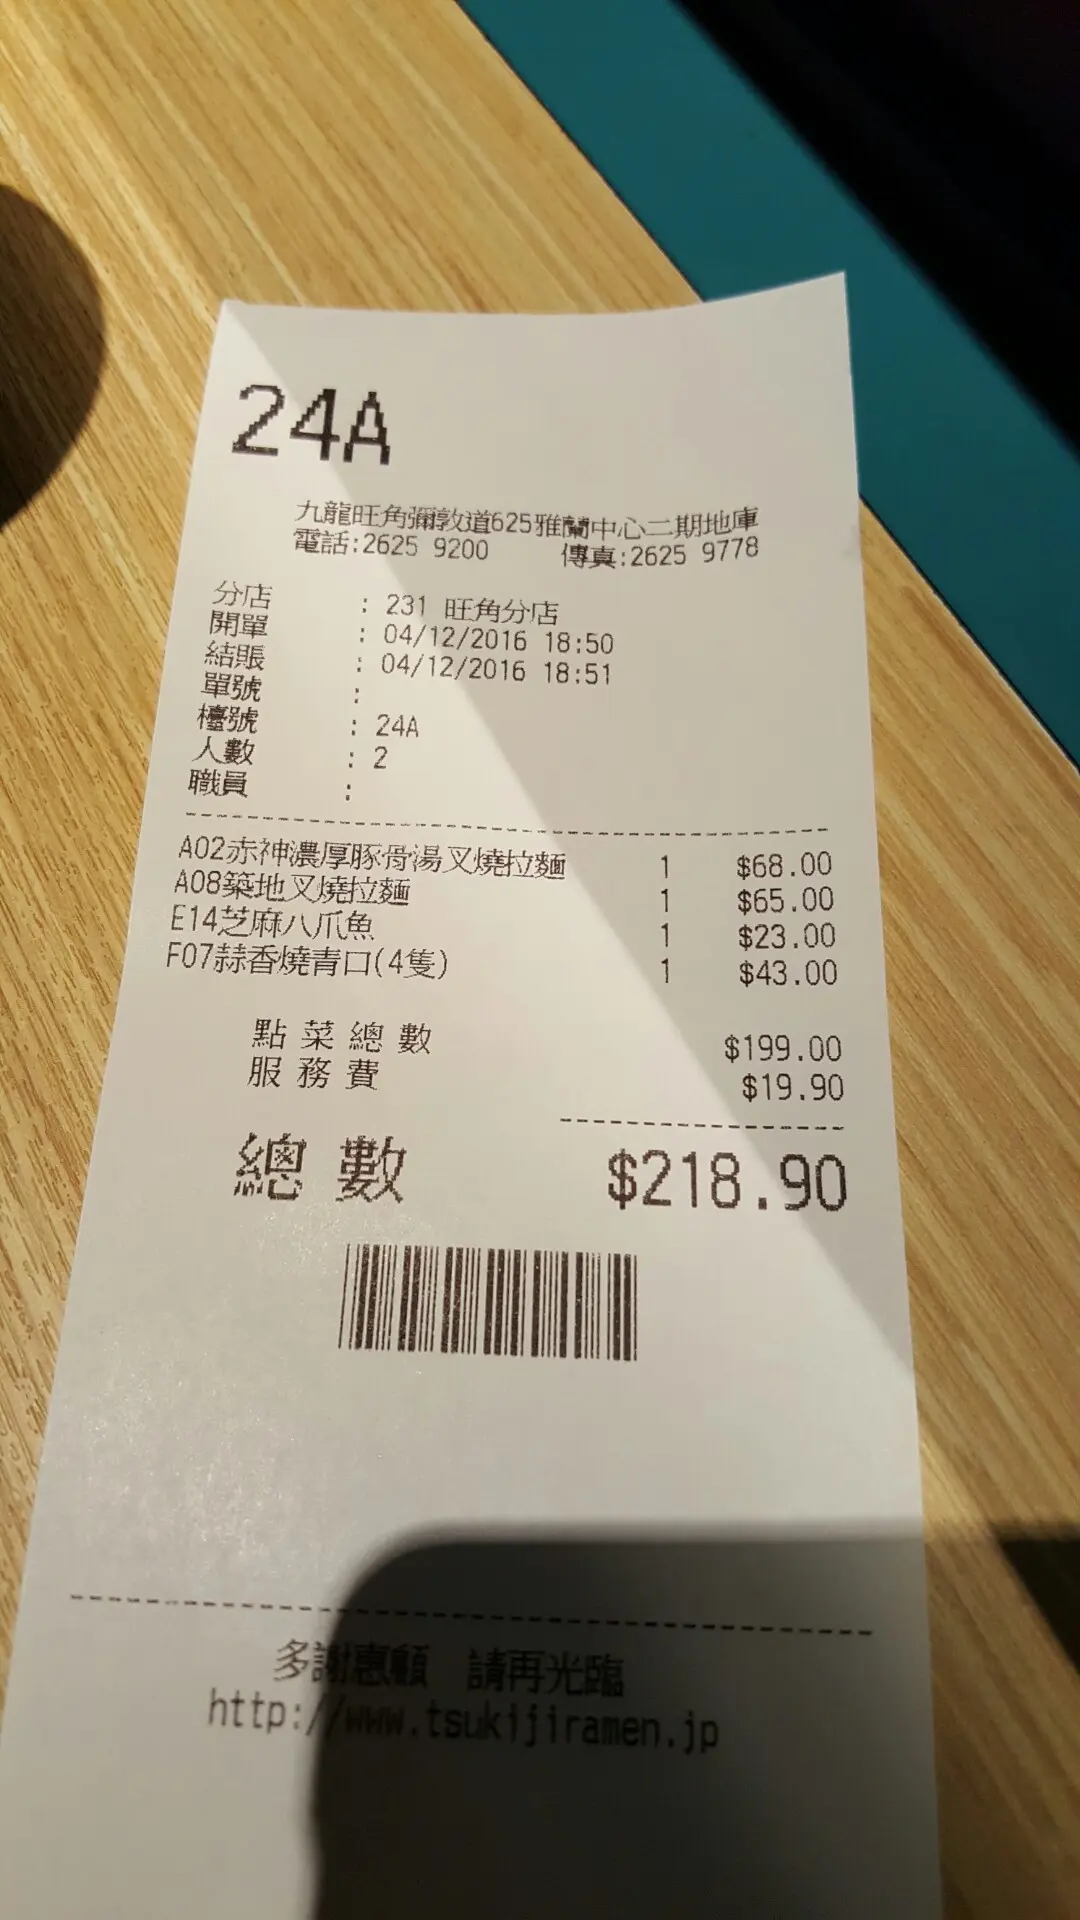 24A
九龍旺角彌敦道625雅蘭中心二期地庫
電話:2625 9200 傳真:2625 9778
分店 : 231 旺角分店
開單 : 04/12/2016 18:50
結賬 : 04/12/2016 18:51
單號 :
檯號 : 24A
人數 : 2
職員 :
A02赤神濃厚豚骨湯叉燒拉麵 1 $68.00
A08築地叉燒拉麵 1 $65.00
E14芝麻八爪魚 1 $23.00
F07蒜香燒青口(4隻) 1 $43.00
點菜總數 $199.00
服務費 $19.90
總數 $218.90
多謝惠顧 請再光臨
http://www.tsukijiramen.jp